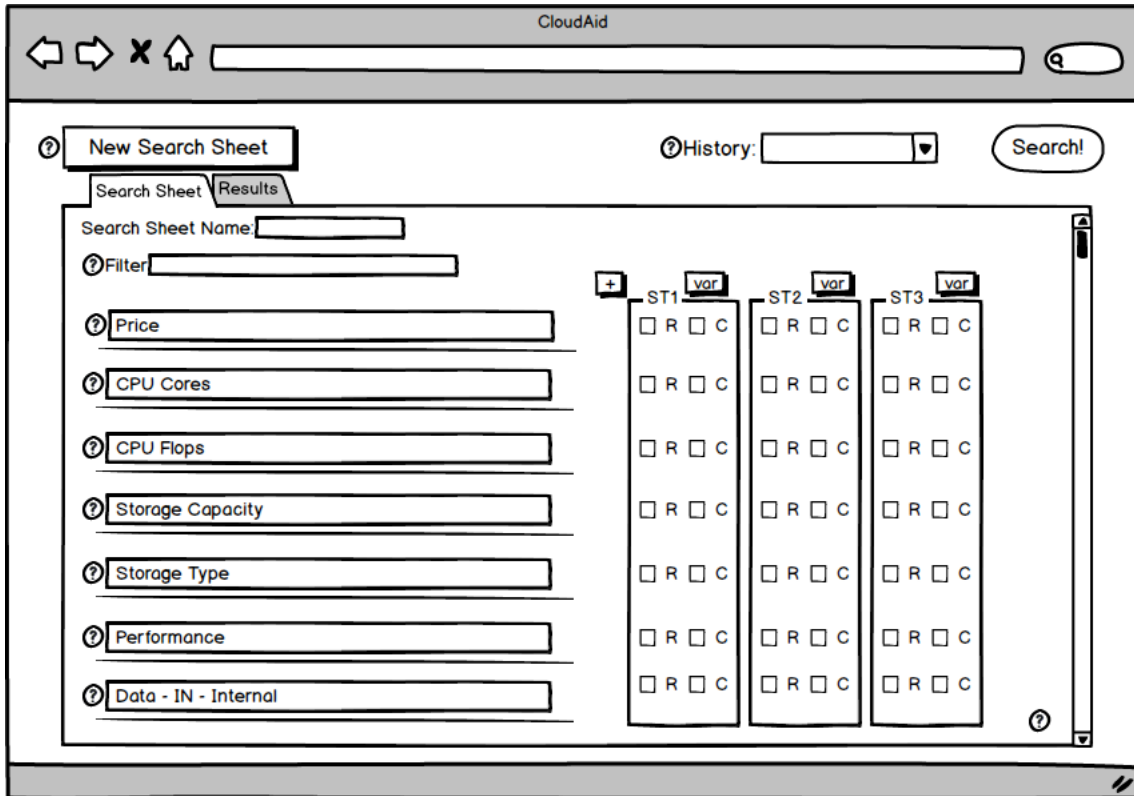 CloudAid
? New Search Sheet ? History: Search!
Search Sheet Results
Search Sheet Name:
? Filter
+ ST1 var ST2 var ST3 var
? Price R C R C R C
? CPU Cores R C R C R C
? CPU Flops R C R C R C
? Storage Capacity R C R C R C
? Storage Type R C R C R C
? Performance R C R C R C
? Data - IN - Internal R C R C R C
?